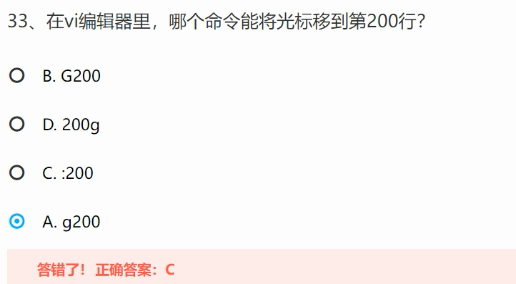 33、在vi编辑器里，哪个命令能将光标移到第200行？
B. G200
D. 200g
C. :200
A. g200
答错了！正确答案：C